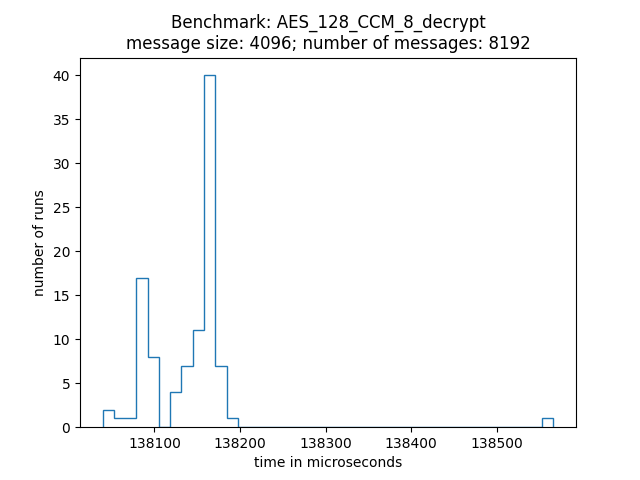 Benchmark: AES_128_CCM_8_decrypt
message size: 4096; number of messages: 8192
40
35
30
25
20
15
10
5
0
number of runs
138100 138200 138300 138400 138500
time in microseconds